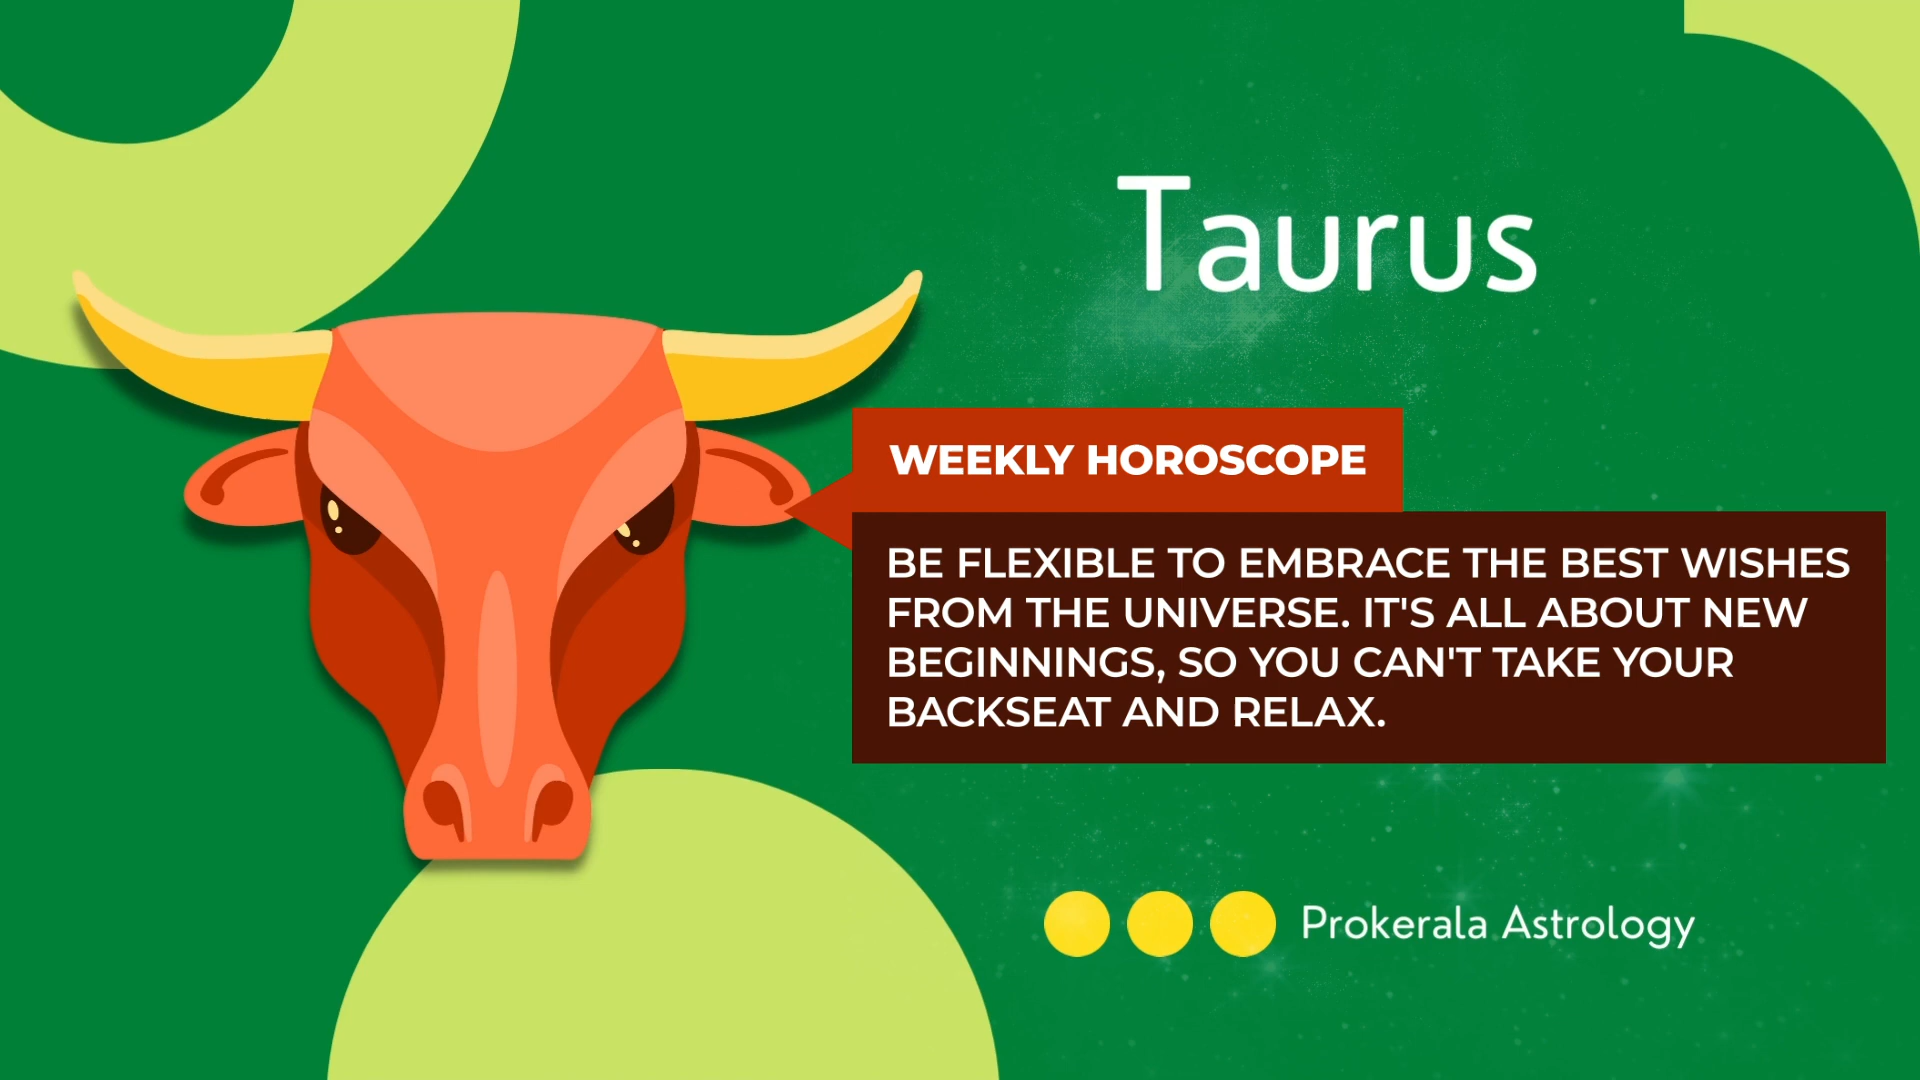 Taurus
WEEKLY HOROSCOPE
BE FLEXIBLE TO EMBRACE THE BEST WISHES
FROM THE UNIVERSE. IT'S ALL ABOUT NEW
BEGINNINGS, SO YOU CAN'T TAKE YOUR
BACKSEAT AND RELAX.
Prokerala Astrology